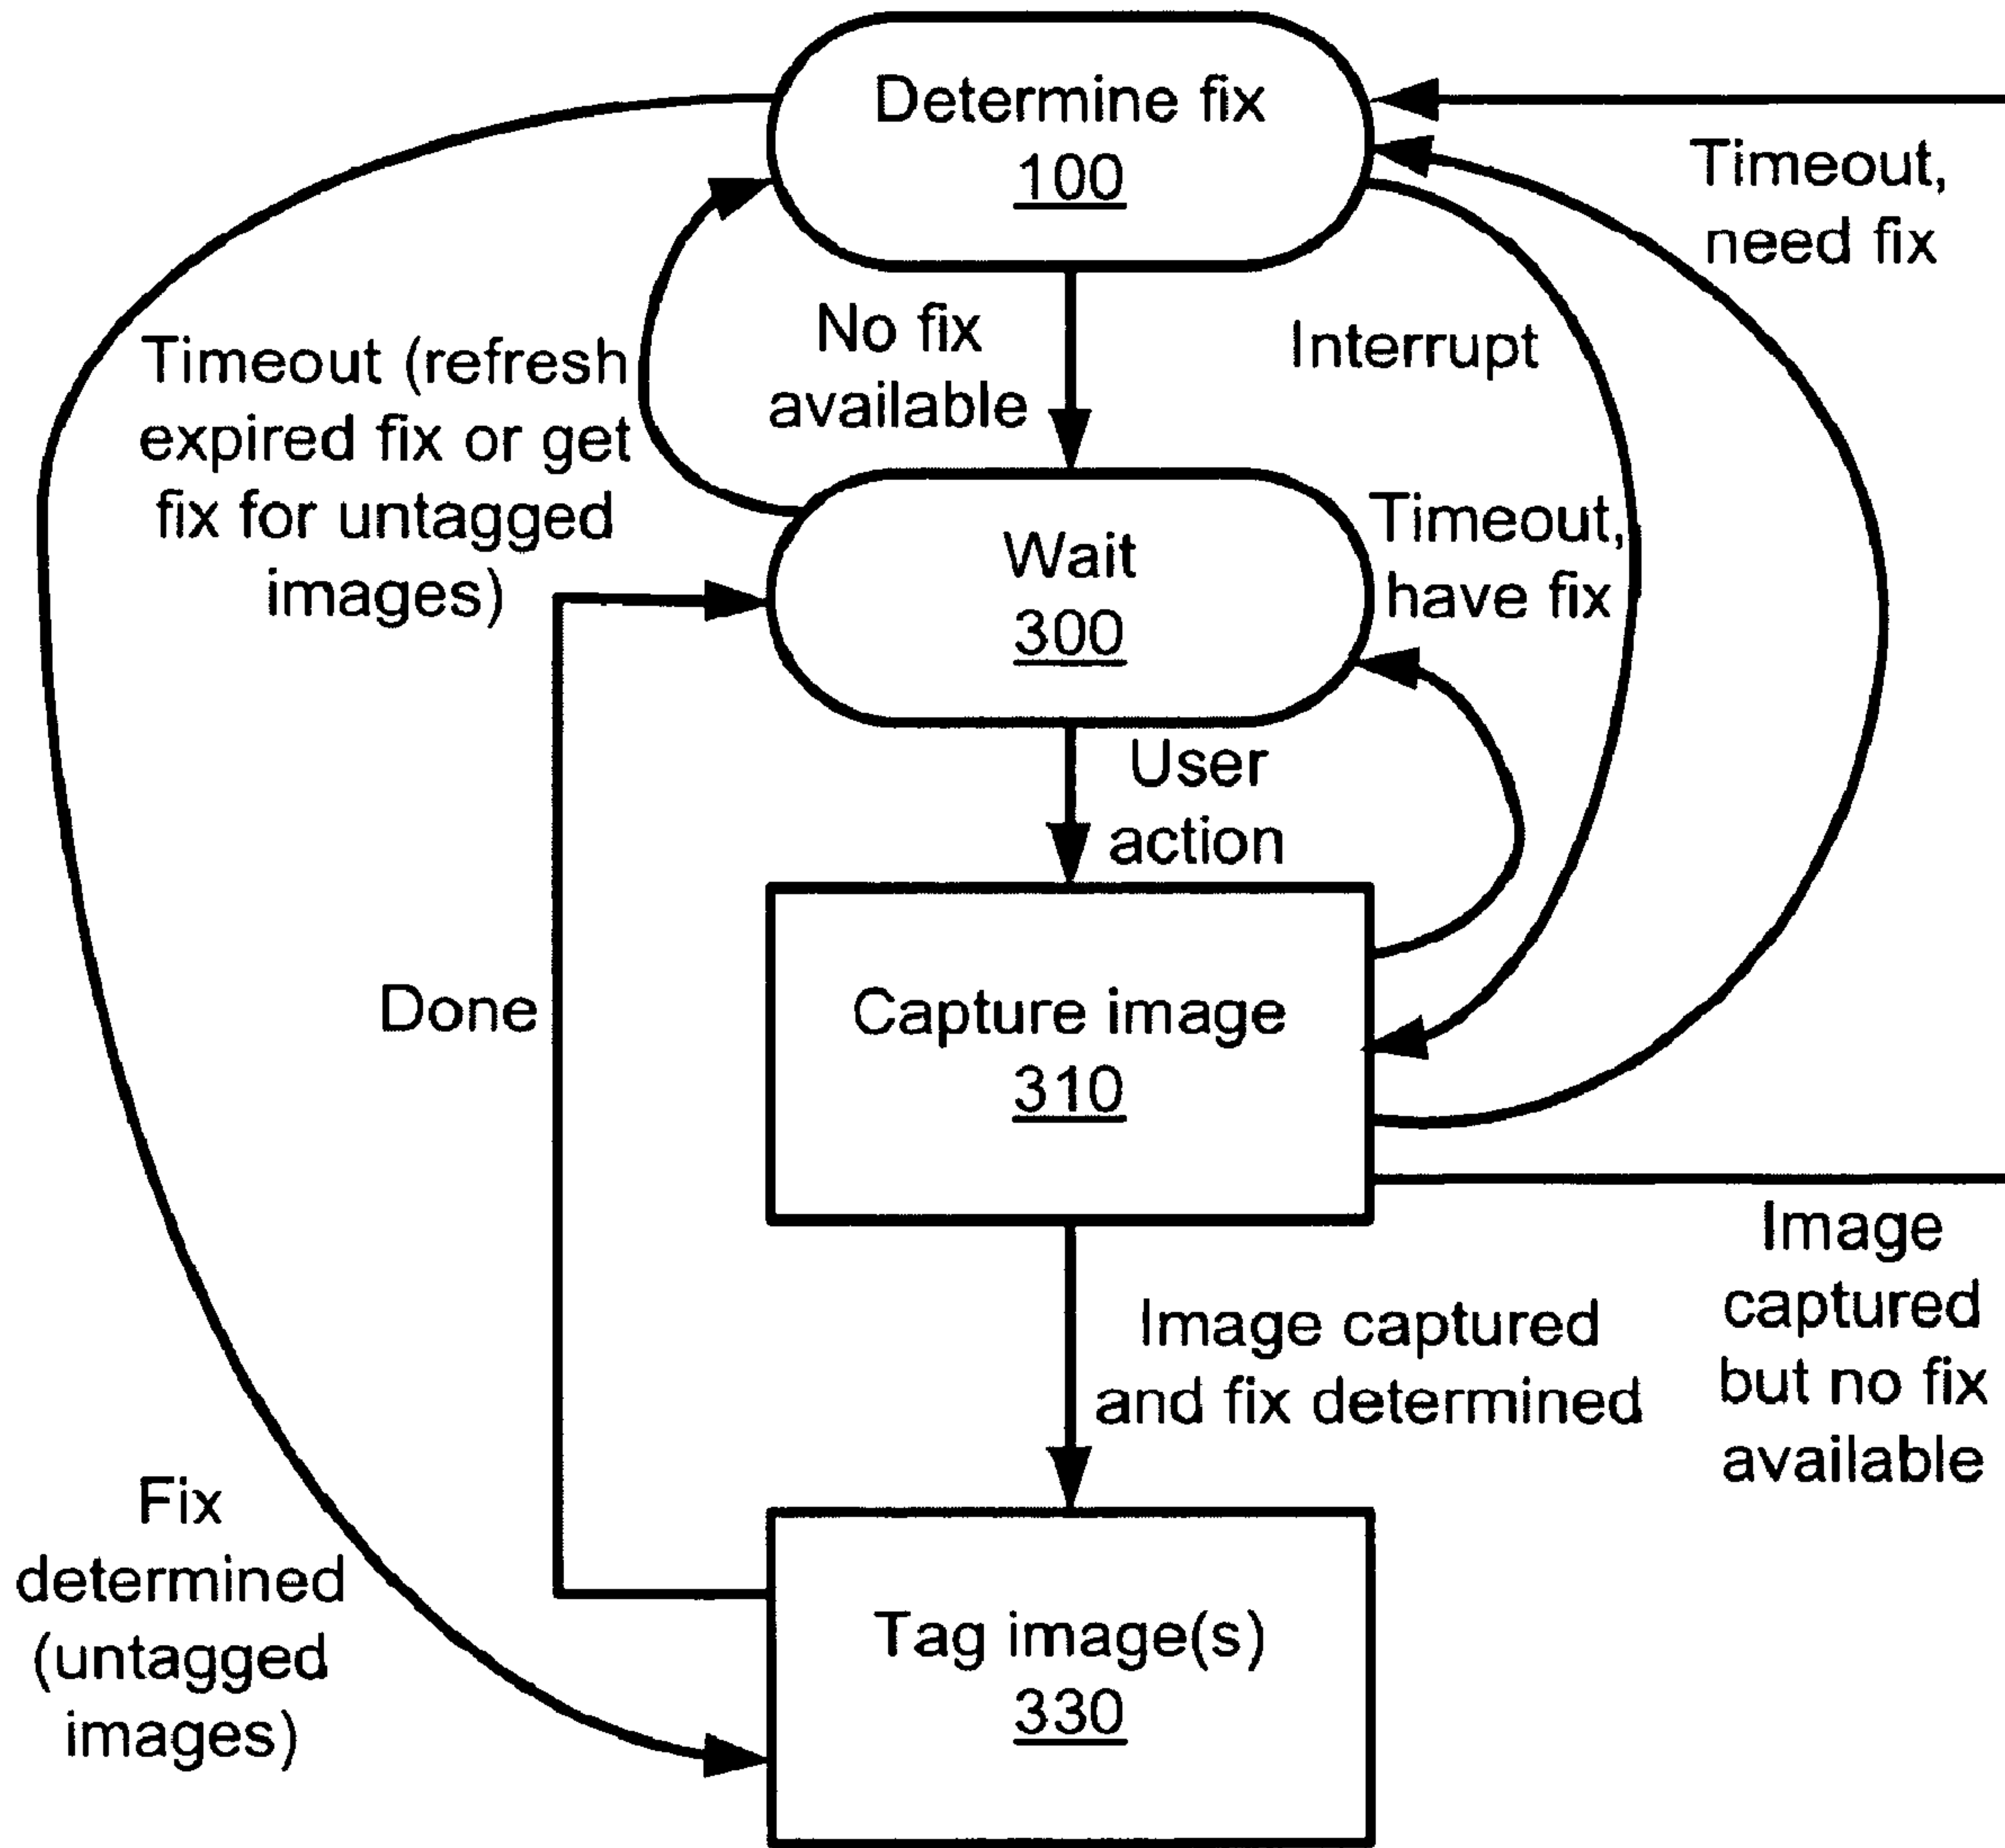 Determine fix
100
Timeout,
need fix
No fix
available
Interrupt
Timeout (refresh
expired fix or get
fix for untagged
images)
Wait
300
Timeout,
have fix
User
action
Done
Capture image
310
Image
captured
but no fix
available
Image captured
and fix determined
Fix
determined
(untagged
images)
Tag image(s)
330